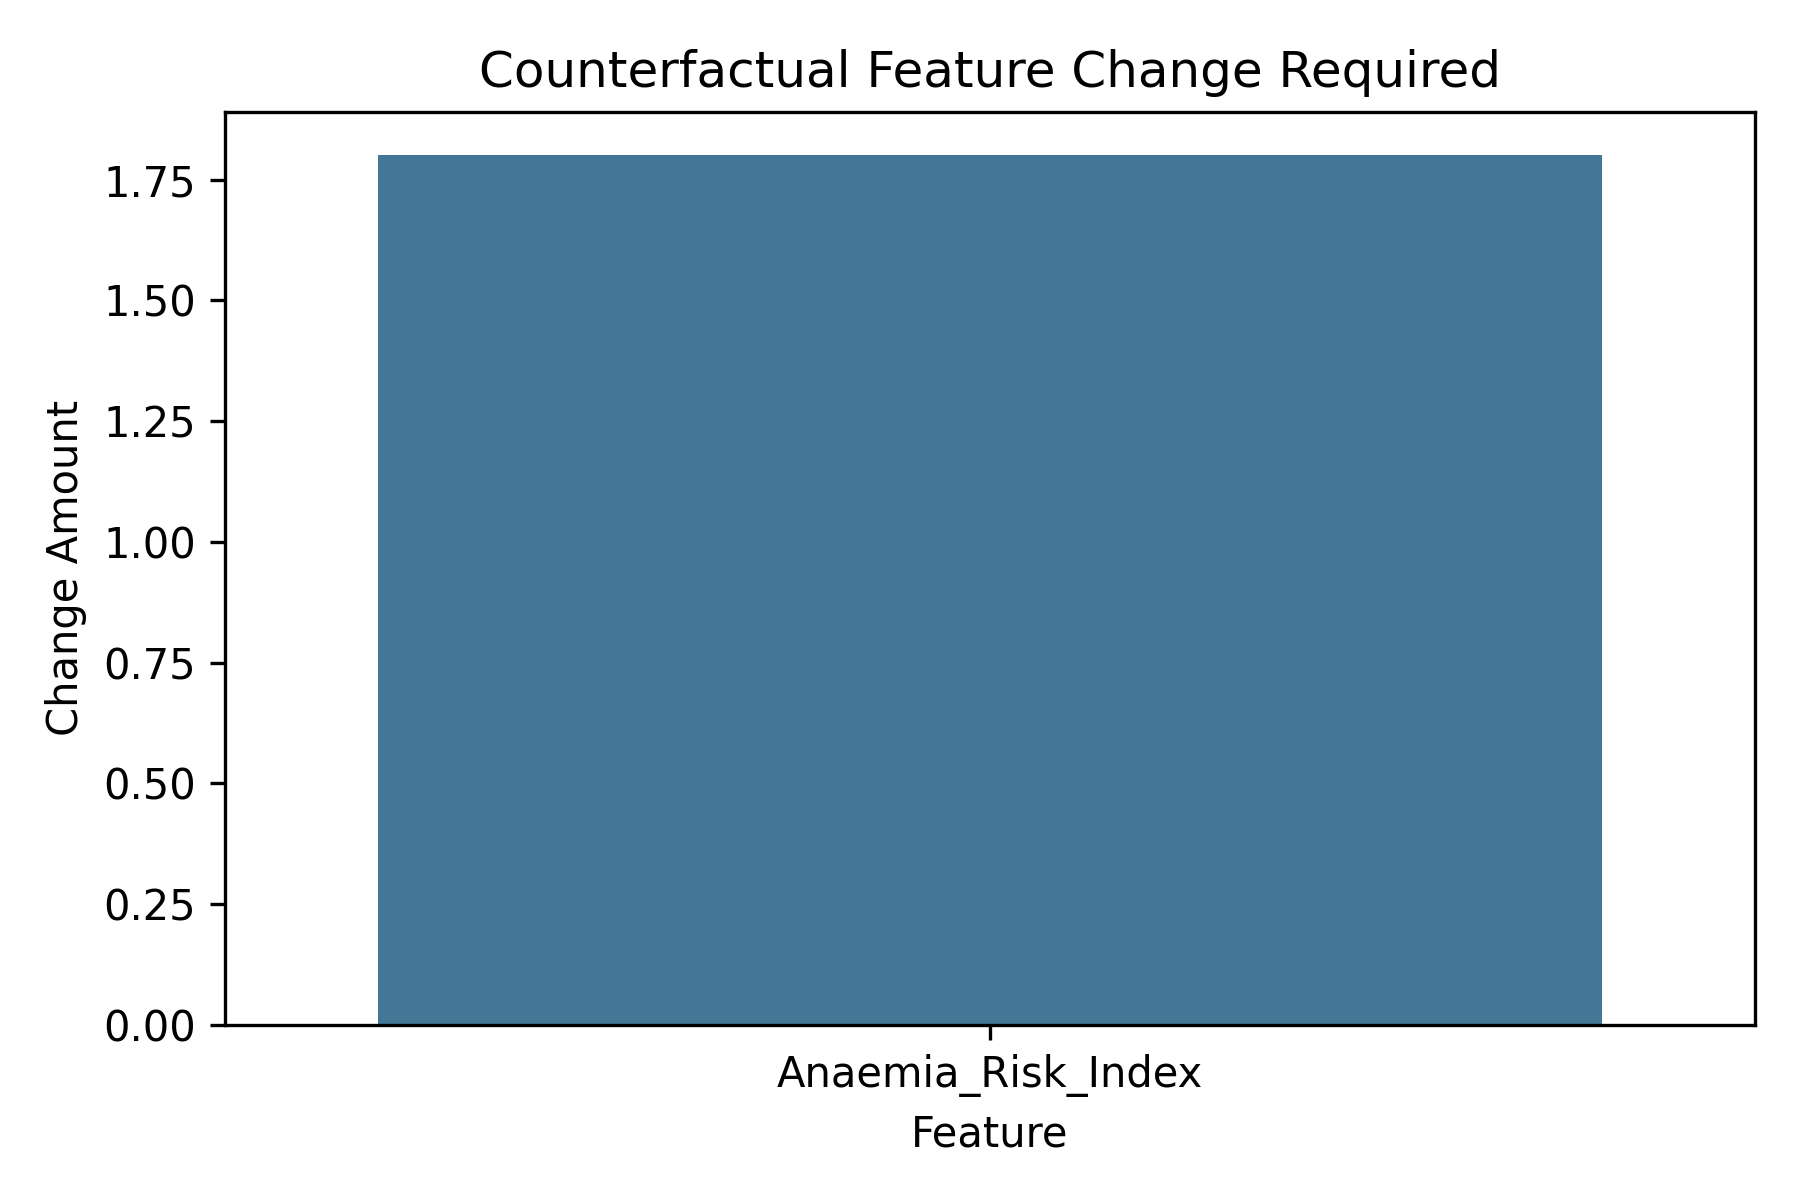 Counterfactual Feature Change Required
Change Amount
1.75
1.50
1.25
1.00
0.75
0.50
0.25
0.00
Anaemia_Risk_Index
Feature